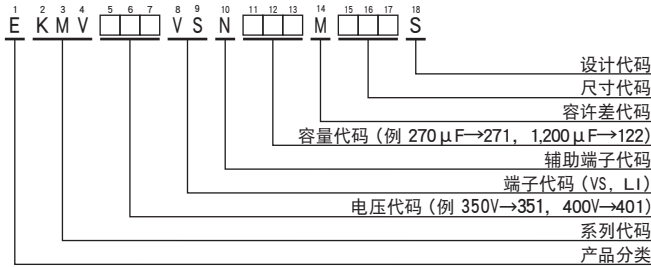 1 2 3 4 5 6 7 8 9 10 11 12 13 14 15 16 17 18
E KMV □□□ VS N □□□ M □□□ S
设计代码
尺寸代码
容许差代码
容量代码 (例 270μF→271, 1,200μF→122)
辅助端子代码
端子代码 (VS, LI)
电压代码 (例 350V→351, 400V→401)
系列代码
产品分类